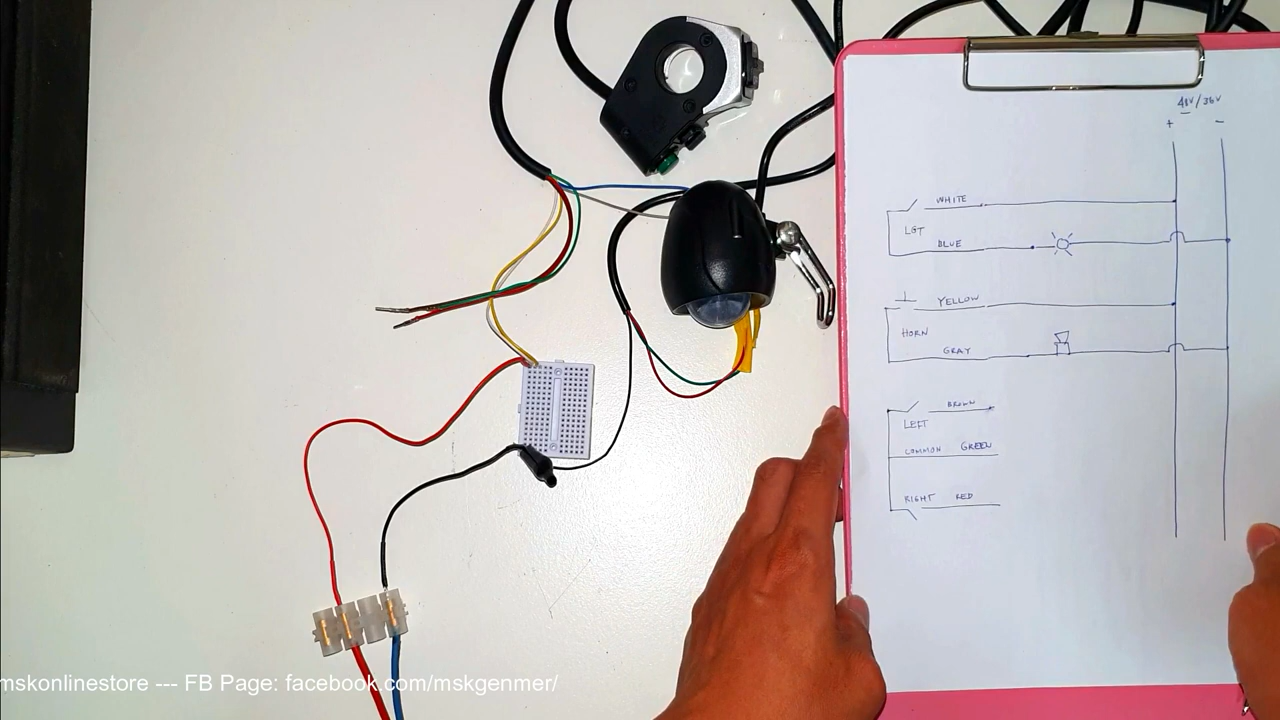 48V/36V
+ -
WHITE
LGT
BLUE
YELLOW
HORN
GRAY
BROWN
LEFT
COMMON GREEN
RIGHT RED
mskonlinestore --- FB Page: facebook.com/mskgenmer/